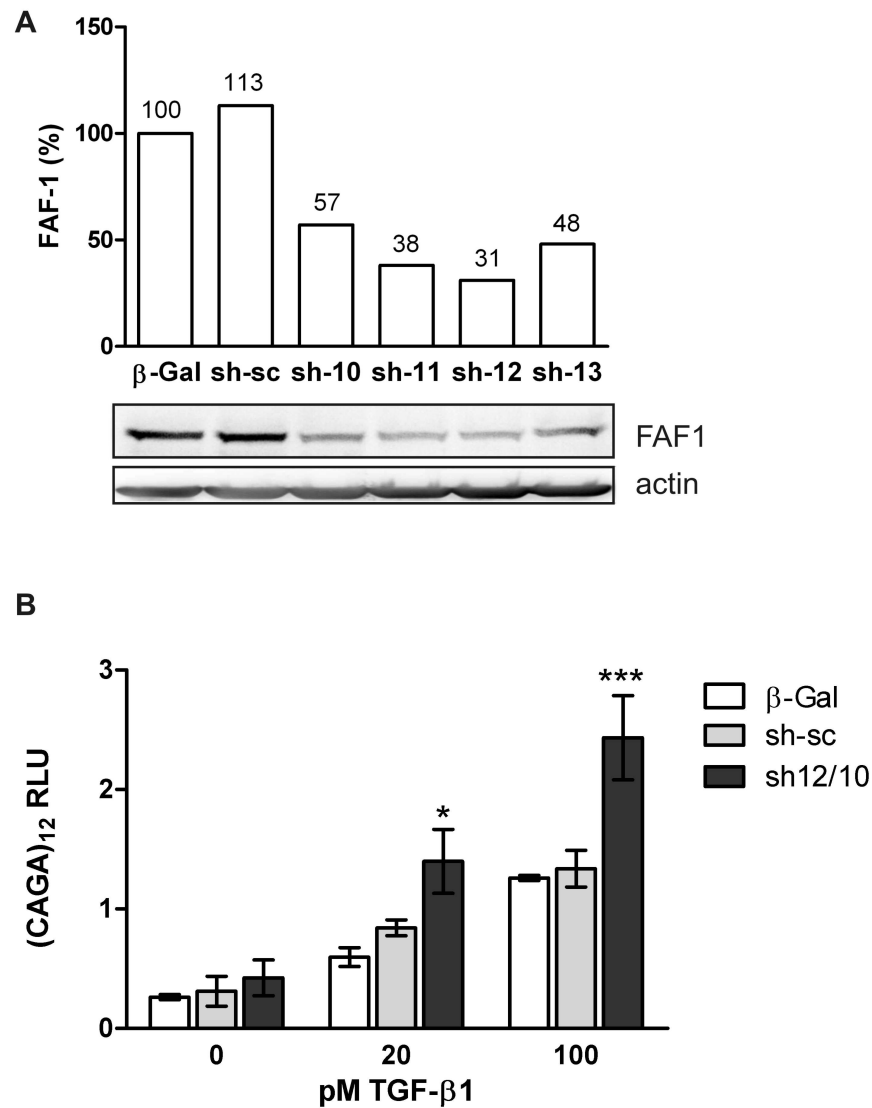 A
150
100
50
0
FAF-1 (%)
100
113
57
38
31
48
β-Gal sh-sc sh-10 sh-11 sh-12 sh-13
FAF1
actin
B
3
2
1
0
(CAGA)₁₂ RLU
*
***
β-Gal
sh-sc
sh12/10
0 20 100
pM TGF-β1